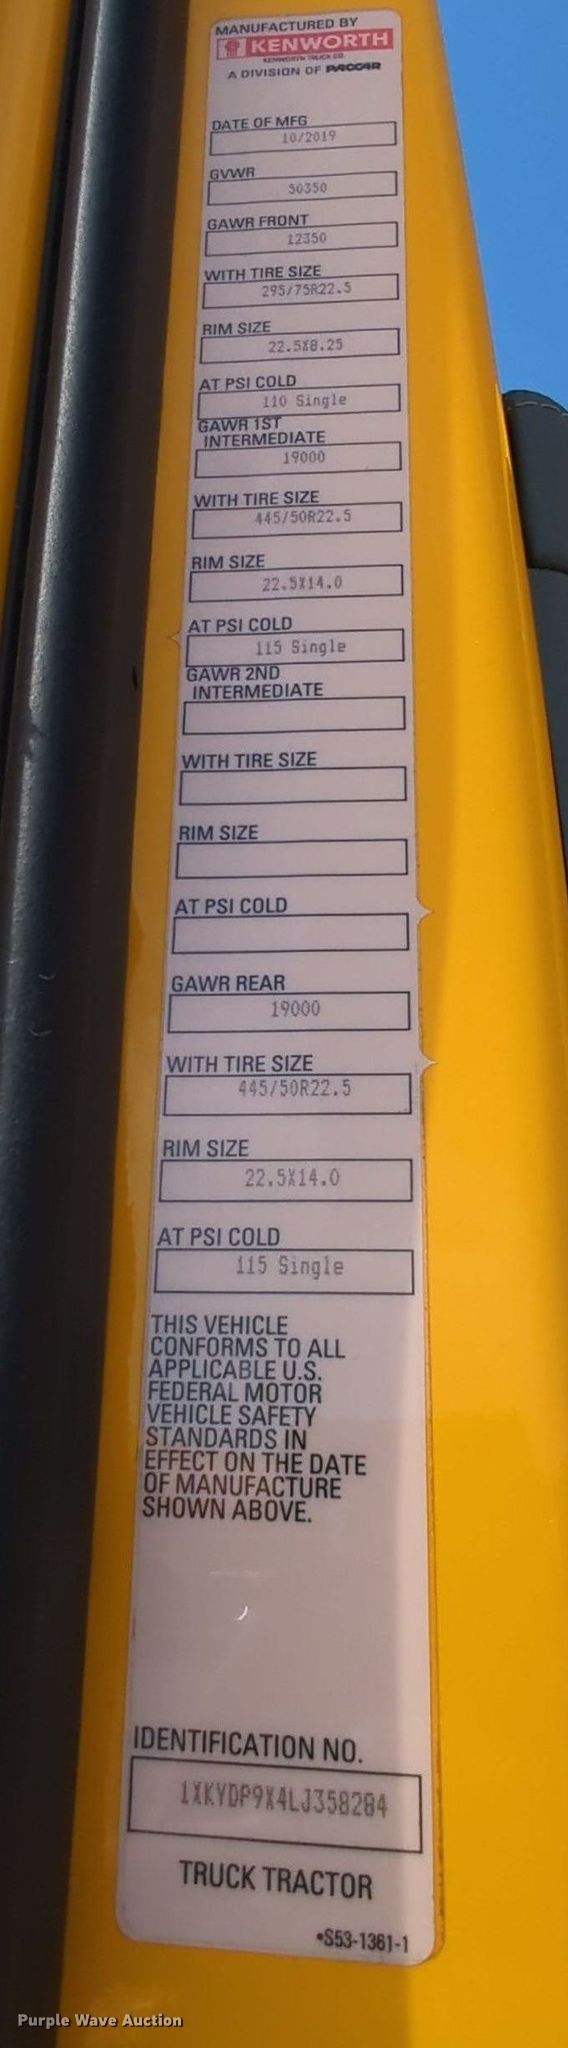 MANUFACTURED BY
KENWORTH
KENWORTH TRUCK CO.
A DIVISION OF PACCAR
DATE OF MFG
10/2019
GVWR
50350
GAWR FRONT
12350
WITH TIRE SIZE
295/75R22.5
RIM SIZE
22.5X8.25
AT PSI COLD
110 Single
GAWR 1ST
INTERMEDIATE
19000
WITH TIRE SIZE
445/50R22.5
RIM SIZE
22.5X14.0
AT PSI COLD
115 Single
GAWR 2ND
INTERMEDIATE
WITH TIRE SIZE
RIM SIZE
AT PSI COLD
GAWR REAR
19000
WITH TIRE SIZE
445/50R22.5
RIM SIZE
22.5X14.0
AT PSI COLD
115 Single
THIS VEHICLE
CONFORMS TO ALL
APPLICABLE U.S.
FEDERAL MOTOR
VEHICLE SAFETY
STANDARDS IN
EFFECT ON THE DATE
OF MANUFACTURE
SHOWN ABOVE.
IDENTIFICATION NO.
1XKYDP9X4LJ358284
TRUCK TRACTOR
•S53-1361-1
Purple Wave Auction